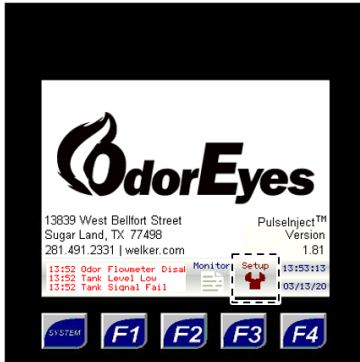 OdorEyes
13839 West Bellfort Street
Sugar Land, TX 77498
281.491.2331 | welker.com
PulseInject™
Version
1.81
13:52 Odor Flowmeter Disal
13:52 Tank Level Low
13:52 Tank Signal Fail
Monitor
Setup
13:53:13
03/13/20
SYSTEM F1 F2 F3 F4